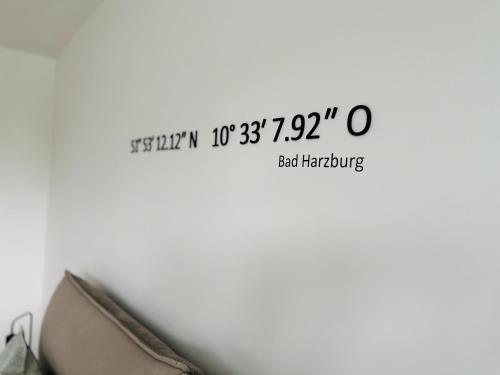 51° 53′ 12.12″ N 10° 33′ 7.92″ O
Bad Harzburg